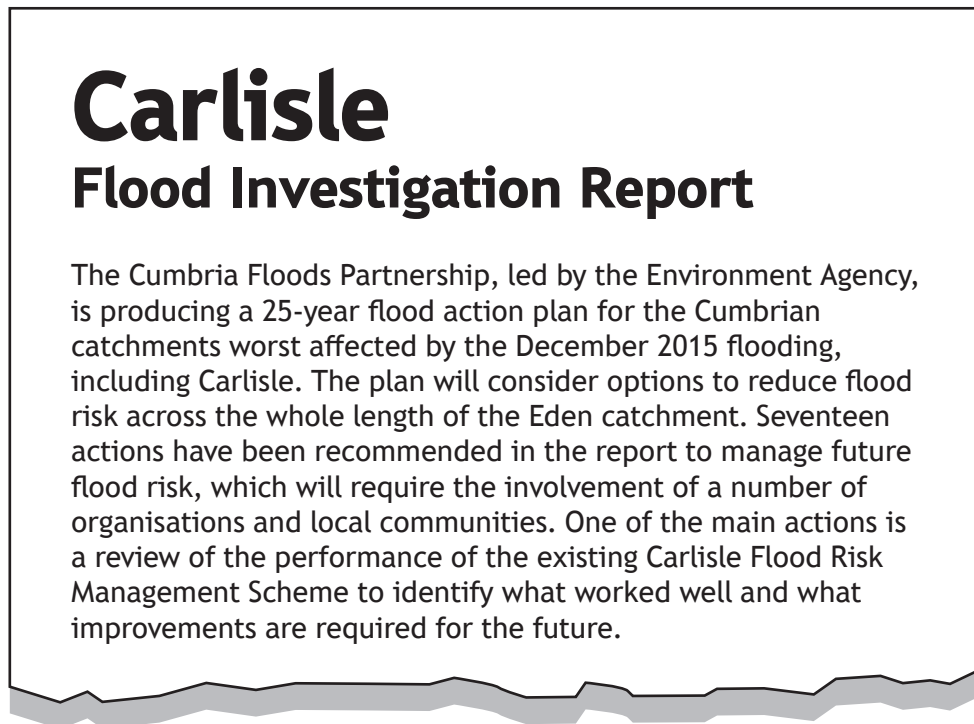 Carlisle
Flood Investigation Report
The Cumbria Floods Partnership, led by the Environment Agency,
is producing a 25-year flood action plan for the Cumbrian
catchments worst affected by the December 2015 flooding,
including Carlisle. The plan will consider options to reduce flood
risk across the whole length of the Eden catchment. Seventeen
actions have been recommended in the report to manage future
flood risk, which will require the involvement of a number of
organisations and local communities. One of the main actions is
a review of the performance of the existing Carlisle Flood Risk
Management Scheme to identify what worked well and what
improvements are required for the future.